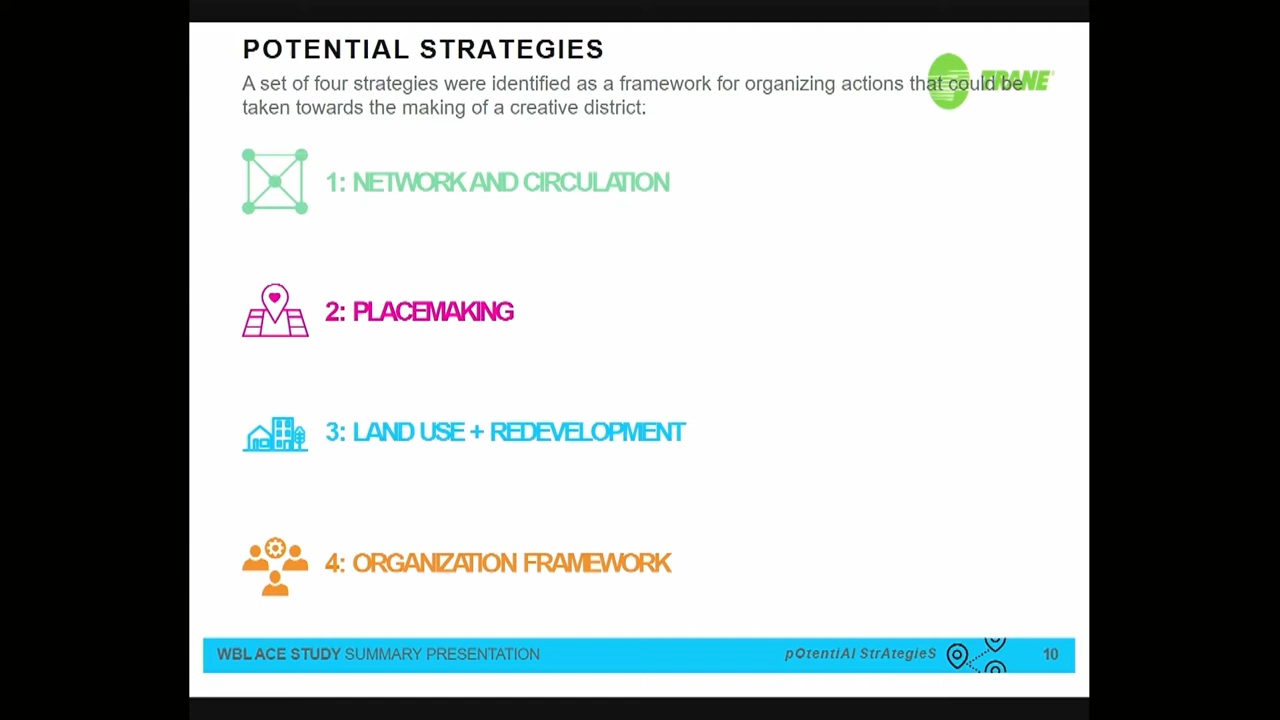 POTENTIAL STRATEGIES
A set of four strategies were identified as a framework for organizing actions that could be
taken towards the making of a creative district:
TRANE
1: NETWORK AND CIRCULATION
2: PLACEMAKING
3: LAND USE + REDEVELOPMENT
4: ORGANIZATION FRAMEWORK
WBL ACE STUDY SUMMARY PRESENTATION
pOtentiAl StrAtegieS
10